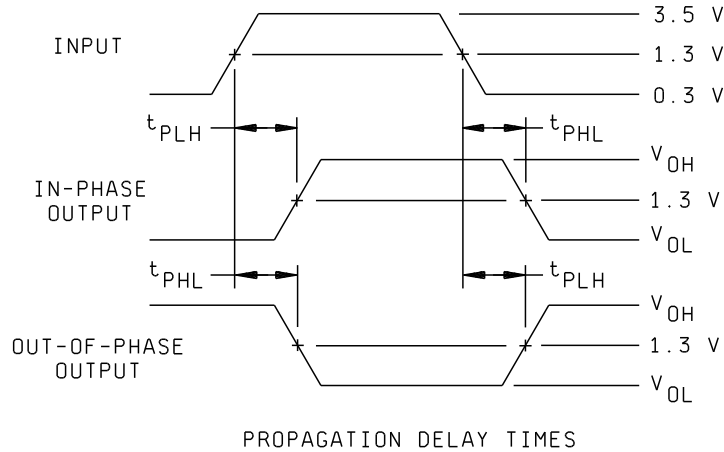 3.5 V
INPUT
1.3 V
0.3 V
tPLH
tPHL
VOH
IN-PHASE
OUTPUT
1.3 V
VOL
tPHL
tPLH
VOH
OUT-OF-PHASE
OUTPUT
1.3 V
VOL
PROPAGATION DELAY TIMES